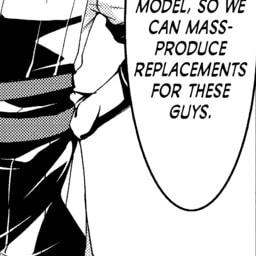 MODEL, SO WE
CAN MASS-
PRODUCE
REPLACEMENTS
FOR THESE
GUYS.